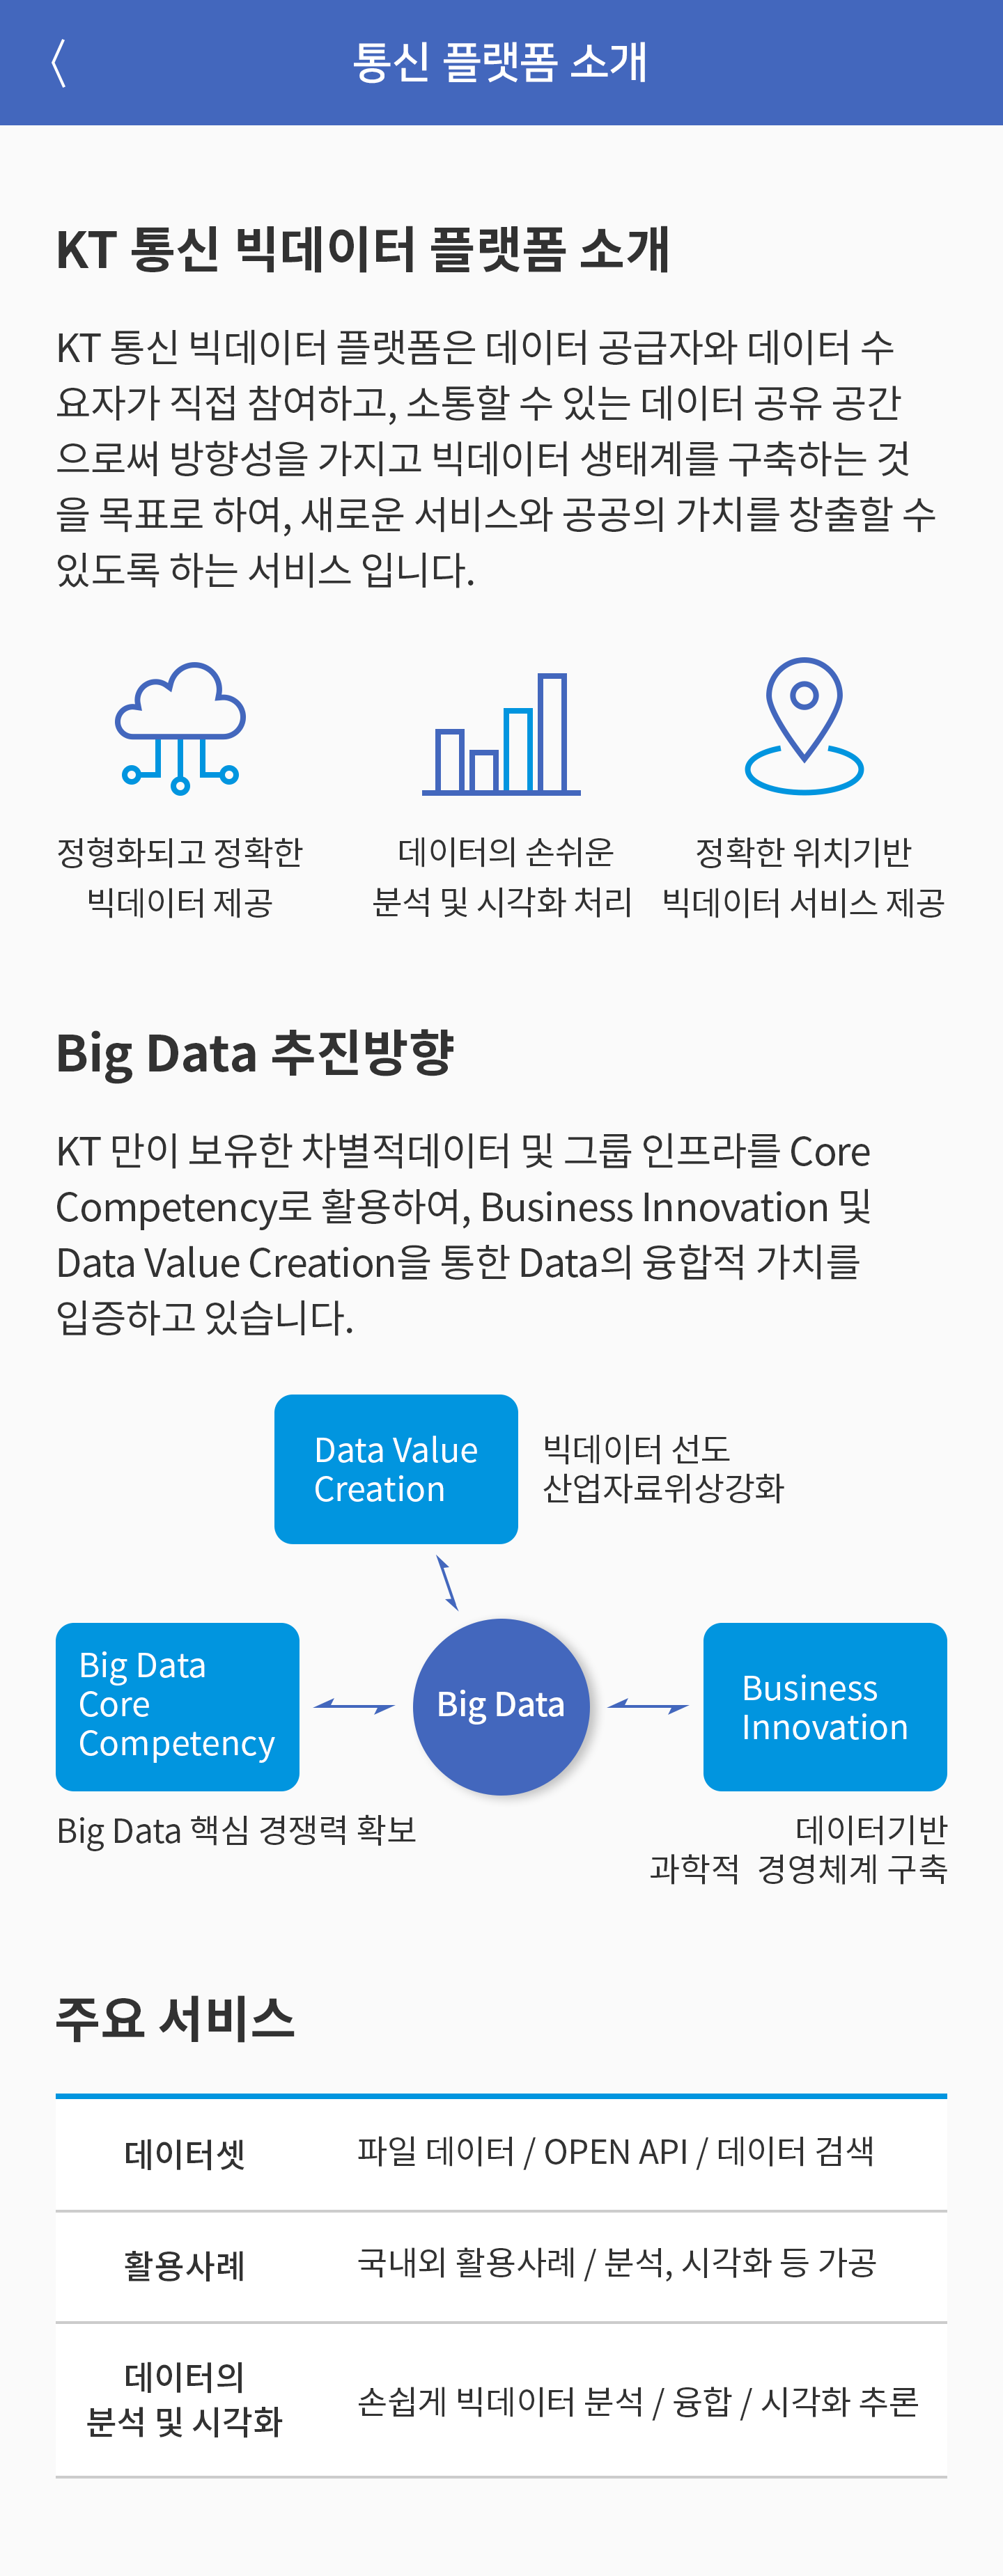 통신 플랫폼 소개
KT 통신 빅데이터 플랫폼 소개
KT 통신 빅데이터 플랫폼은 데이터 공급자와 데이터 수
요자가 직접 참여하고, 소통할 수 있는 데이터 공유 공간
으로써 방향성을 가지고 빅데이터 생태계를 구축하는 것
을 목표로 하여, 새로운 서비스와 공공의 가치를 창출할 수
있도록 하는 서비스 입니다.
정형화되고 정확한
빅데이터 제공
데이터의 손쉬운
분석 및 시각화 처리
정확한 위치기반
빅데이터 서비스 제공
Big Data 추진방향
KT 만이 보유한 차별적데이터 및 그룹 인프라를 Core
Competency로 활용하여, Business Innovation 및
Data Value Creation을 통한 Data의 융합적 가치를
입증하고 있습니다.
Data Value
Creation
빅데이터 선도
산업자료위상강화
Big Data
Core
Competency
Big Data
Business
Innovation
Big Data 핵심 경쟁력 확보
데이터기반
과학적 경영체계 구축
주요 서비스
데이터셋
파일 데이터 / OPEN API / 데이터 검색
활용사례
국내외 활용사례 / 분석, 시각화 등 가공
데이터의
분석 및 시각화
손쉽게 빅데이터 분석 / 융합 / 시각화 추론